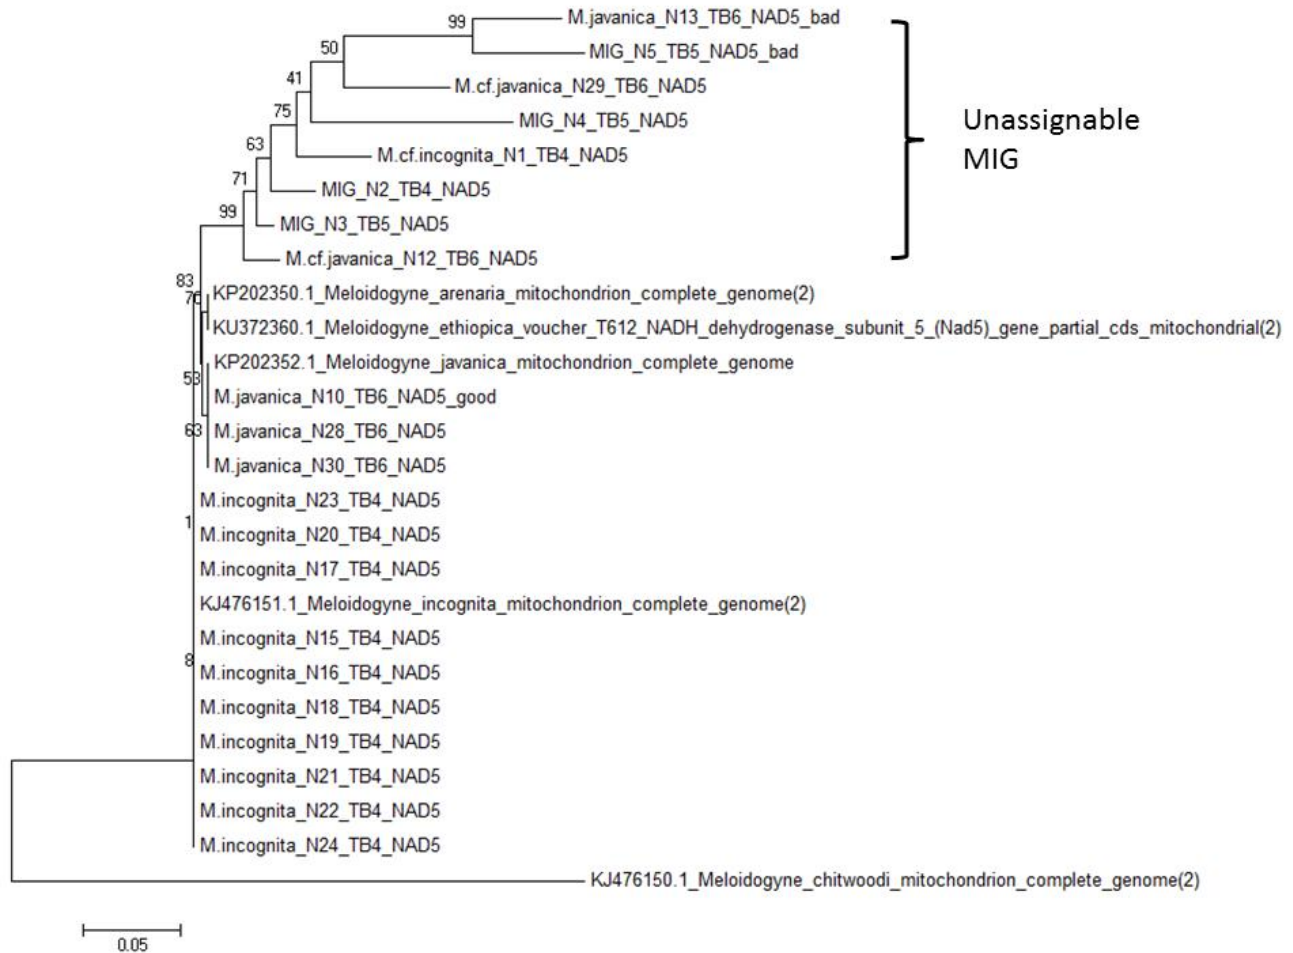 99
M.javanica_N13_TB6_NAD5_bad
50
MIG_N5_TB5_NAD5_bad
41
M.cf.javanica_N29_TB6_NAD5
75
MIG_N4_TB5_NAD5
63
M.cf.incognita_N1_TB4_NAD5
71
MIG_N2_TB4_NAD5
99
MIG_N3_TB5_NAD5
M.cf.javanica_N12_TB6_NAD5
Unassignable
MIG
83
KP202350.1_Meloidogyne_arenaria_mitochondrion_complete_genome(2)
KU372360.1_Meloidogyne_ethiopica_voucher_T612_NADH_dehydrogenase_subunit_5_(Nad5)_gene_partial_cds_mitochondrial(2)
KP202352.1_Meloidogyne_javanica_mitochondrion_complete_genome
53
M.javanica_N10_TB6_NAD5_good
63
M.javanica_N28_TB6_NAD5
M.javanica_N30_TB6_NAD5
M.incognita_N23_TB4_NAD5
1
M.incognita_N20_TB4_NAD5
M.incognita_N17_TB4_NAD5
KJ476151.1_Meloidogyne_incognita_mitochondrion_complete_genome(2)
M.incognita_N15_TB4_NAD5
8
M.incognita_N16_TB4_NAD5
M.incognita_N18_TB4_NAD5
M.incognita_N19_TB4_NAD5
M.incognita_N21_TB4_NAD5
M.incognita_N22_TB4_NAD5
M.incognita_N24_TB4_NAD5
KJ476150.1_Meloidogyne_chitwoodi_mitochondrion_complete_genome(2)
0.05